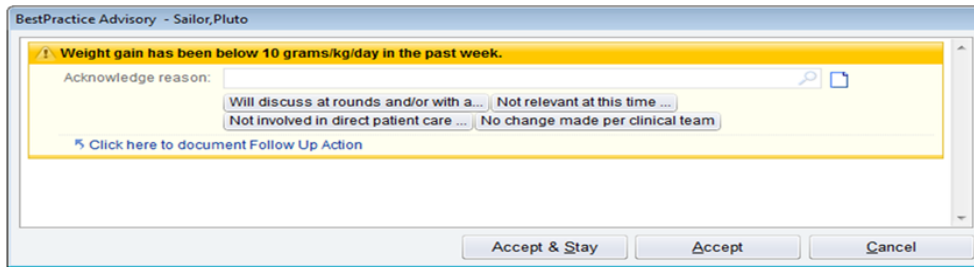 BestPractice Advisory - Sailor,Pluto
Weight gain has been below 10 grams/kg/day in the past week.
Acknowledge reason:
Will discuss at rounds and/or with a... Not relevant at this time ...
Not involved in direct patient care ... No change made per clinical team
Click here to document Follow Up Action
Accept & Stay Accept Cancel